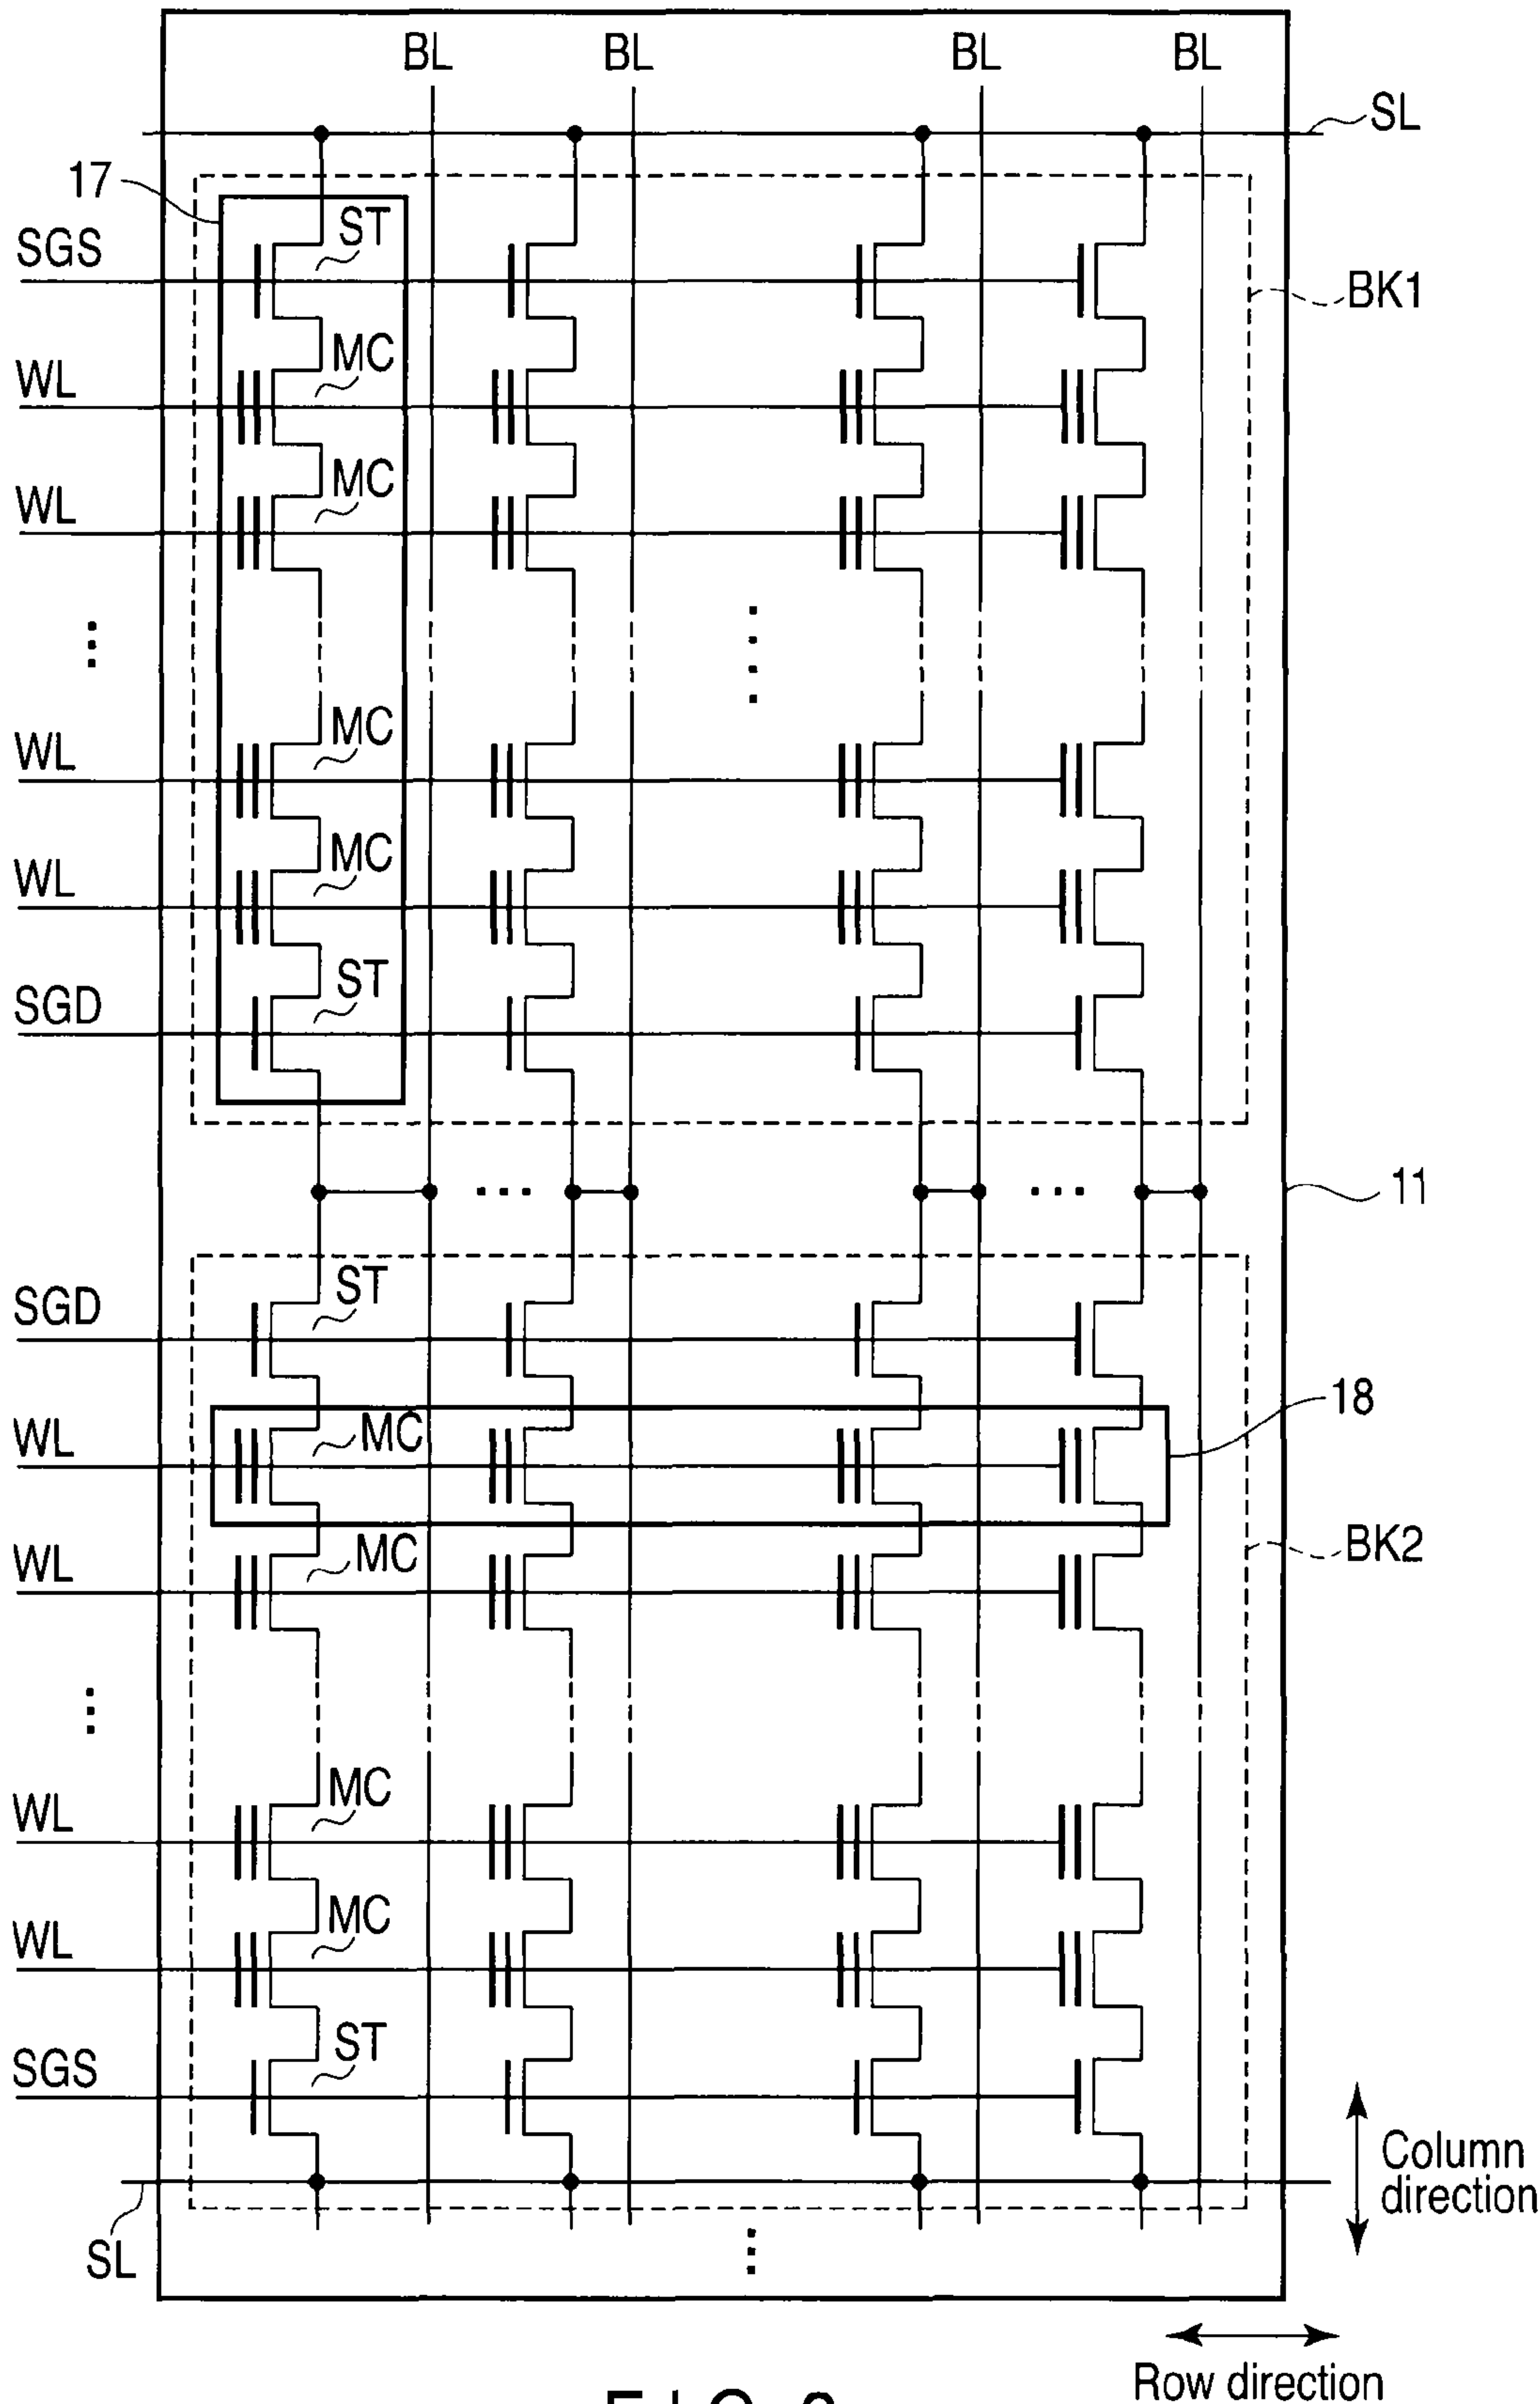 BL BL BL BL
SL
17
ST
SGS
BK1
MC
WL
MC
WL
MC
WL
MC
WL
ST
SGD
11
ST
SGD
18
MC
WL
MC
BK2
WL
MC
WL
MC
WL
ST
SGS
Column
direction
SL
Row direction